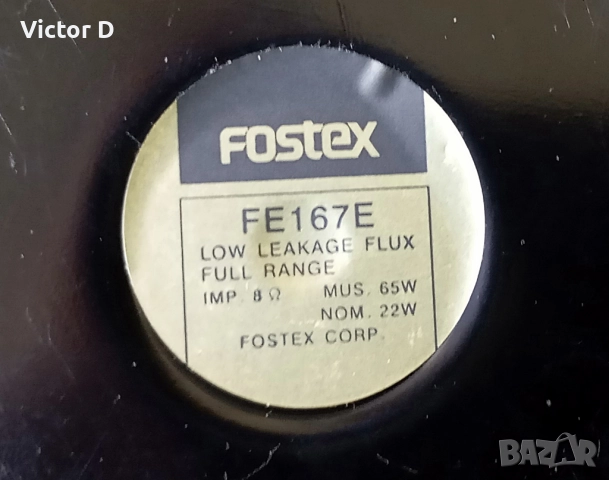 Victor D
FOSTEX
FE167E
LOW LEAKAGE FLUX
FULL RANGE
IMP. 8 Ω MUS. 65W
NOM. 22W
FOSTEX CORP.
BAZAR